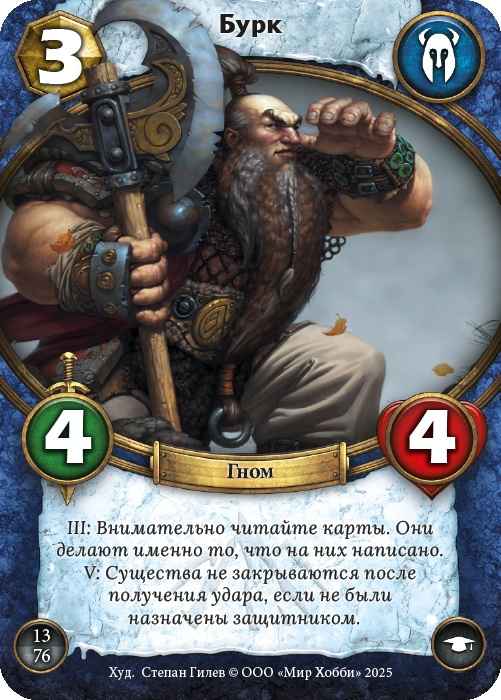 Бурк
3
4
4
Гном
III: Внимательно читайте карты. Они
делают именно то, что на них написано.
V: Существа не закрываются после
получения удара, если не были
назначены защитником.
13
76
Худ. Степан Гилев © ООО «Мир Хобби» 2025